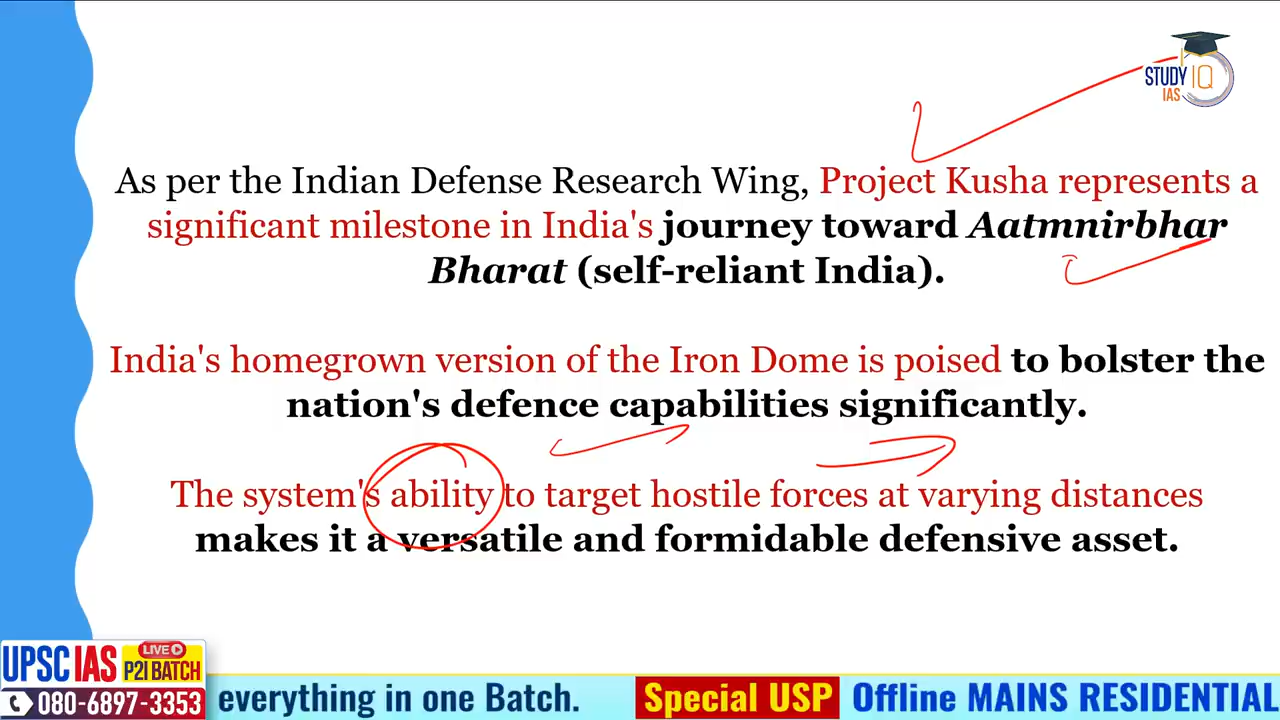 STUDY IQ
IAS
As per the Indian Defense Research Wing, Project Kusha represents a
significant milestone in India's journey toward Aatmnirbhar
Bharat (self-reliant India).
India's homegrown version of the Iron Dome is poised to bolster the
nation's defence capabilities significantly.
The system's ability to target hostile forces at varying distances
makes it a versatile and formidable defensive asset.
UPSC IAS LIVE P2I BATCH
080-6897-3353
everything in one Batch. Special USP Offline MAINS RESIDENTIAL